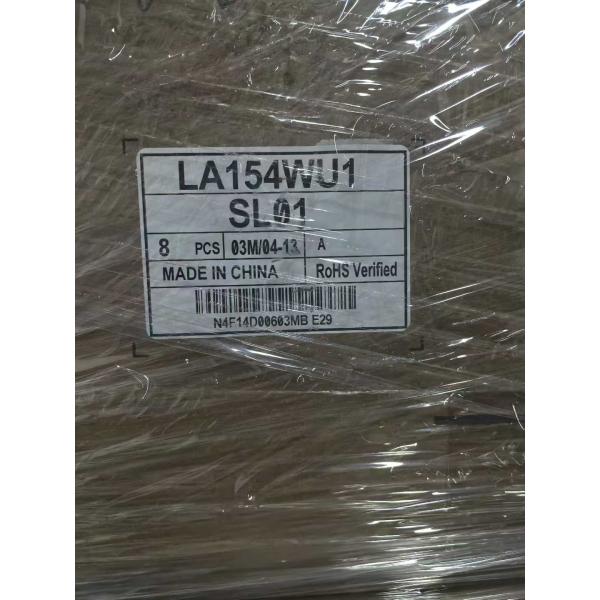 LA154WU1
SL01
8 PCS 03M/04-13 A
MADE IN CHINA RoHS Verified
N4F14D00603MB E29